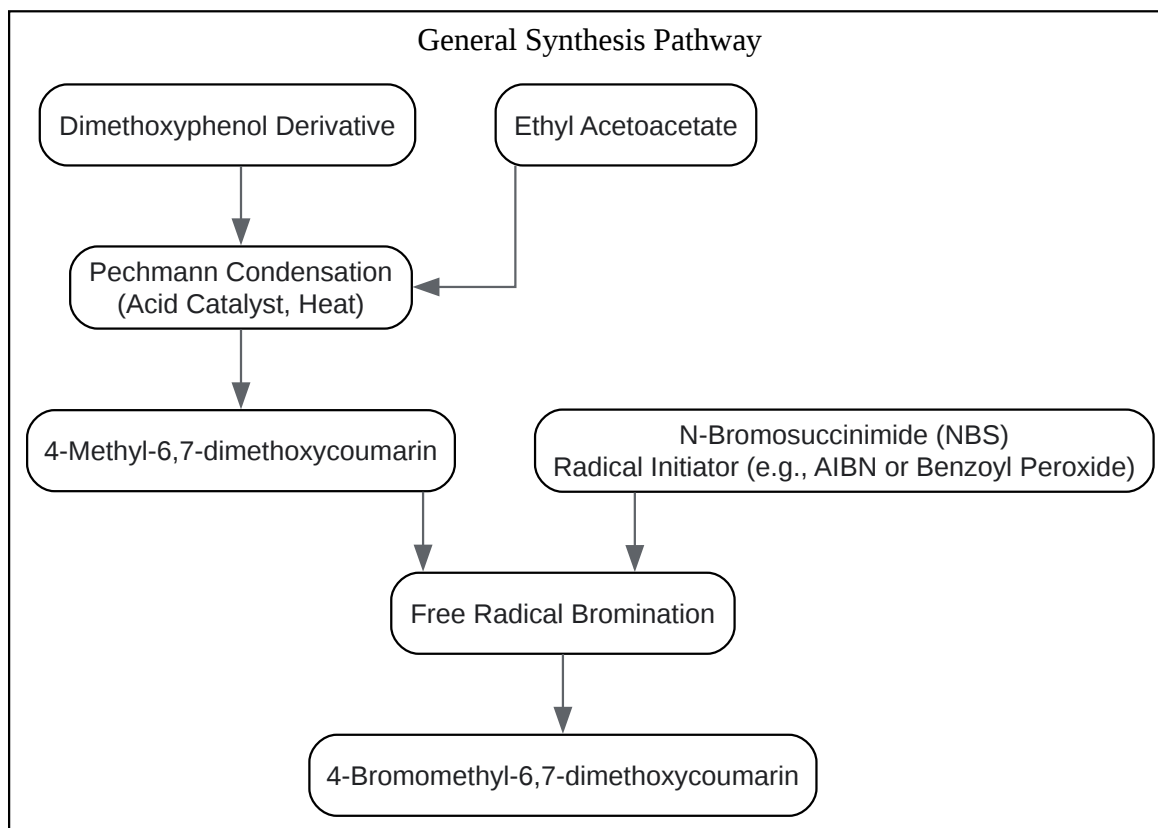 General Synthesis Pathway
Dimethoxyphenol Derivative
Ethyl Acetoacetate
Pechmann Condensation
(Acid Catalyst, Heat)
4-Methyl-6,7-dimethoxycoumarin
N-Bromosuccinimide (NBS)
Radical Initiator (e.g., AIBN or Benzoyl Peroxide)
Free Radical Bromination
4-Bromomethyl-6,7-dimethoxycoumarin